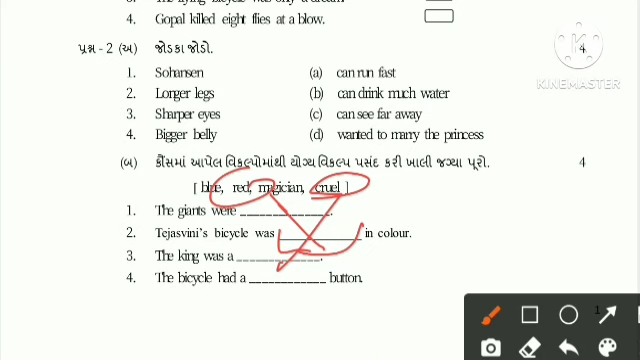 4. Gopal killed eight flies at a blow.
પ્રશ્ન - 2 (અ) જોડકા જોડો. 4
KINEMASTER
1. Sohansen (a) can run fast
2. Longer legs (b) can drink much water
3. Sharper eyes (c) can see far away
4. Bigger belly (d) wanted to marry the princess
(બ) કૌંસમાં આપેલ વિકલ્પોમાંથી યોગ્ય વિકલ્પ પસંદ કરી ખાલી જગ્યા પૂરો. 4
[ blue, red, magician, cruel ]
1. The giants were ____________.
2. Tejasvini's bicycle was ____________ in colour.
3. The king was a ____________.
4. The bicycle had a ____________ button.
1